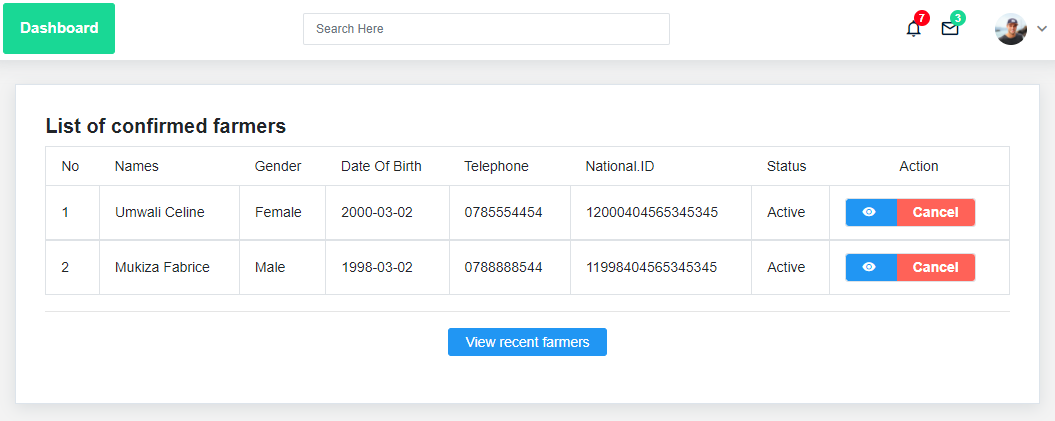 Dashboard
Search Here
7
3
List of confirmed farmers
No Names Gender Date Of Birth Telephone National.ID Status Action
1 Umwali Celine Female 2000-03-02 0785554454 12000404565345345 Active Cancel
2 Mukiza Fabrice Male 1998-03-02 0788888544 11998404565345345 Active Cancel
View recent farmers